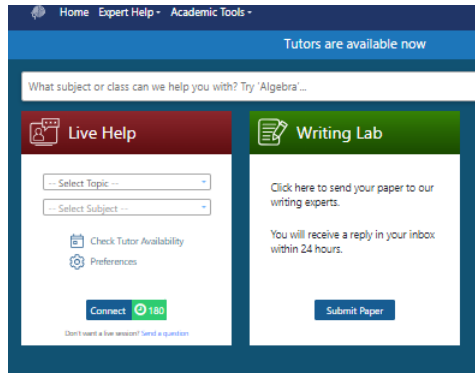 Home Expert Help Academic Tools
Tutors are available now
What subject or class can we help you with? Try 'Algebra'...
Live Help
-- Select Topic --
-- Select Subject --
Check Tutor Availability
Preferences
Connect 180
Don't want a live session? Send a question
Writing Lab
Click here to send your paper to our
writing experts.
You will receive a reply in your inbox
within 24 hours.
Submit Paper